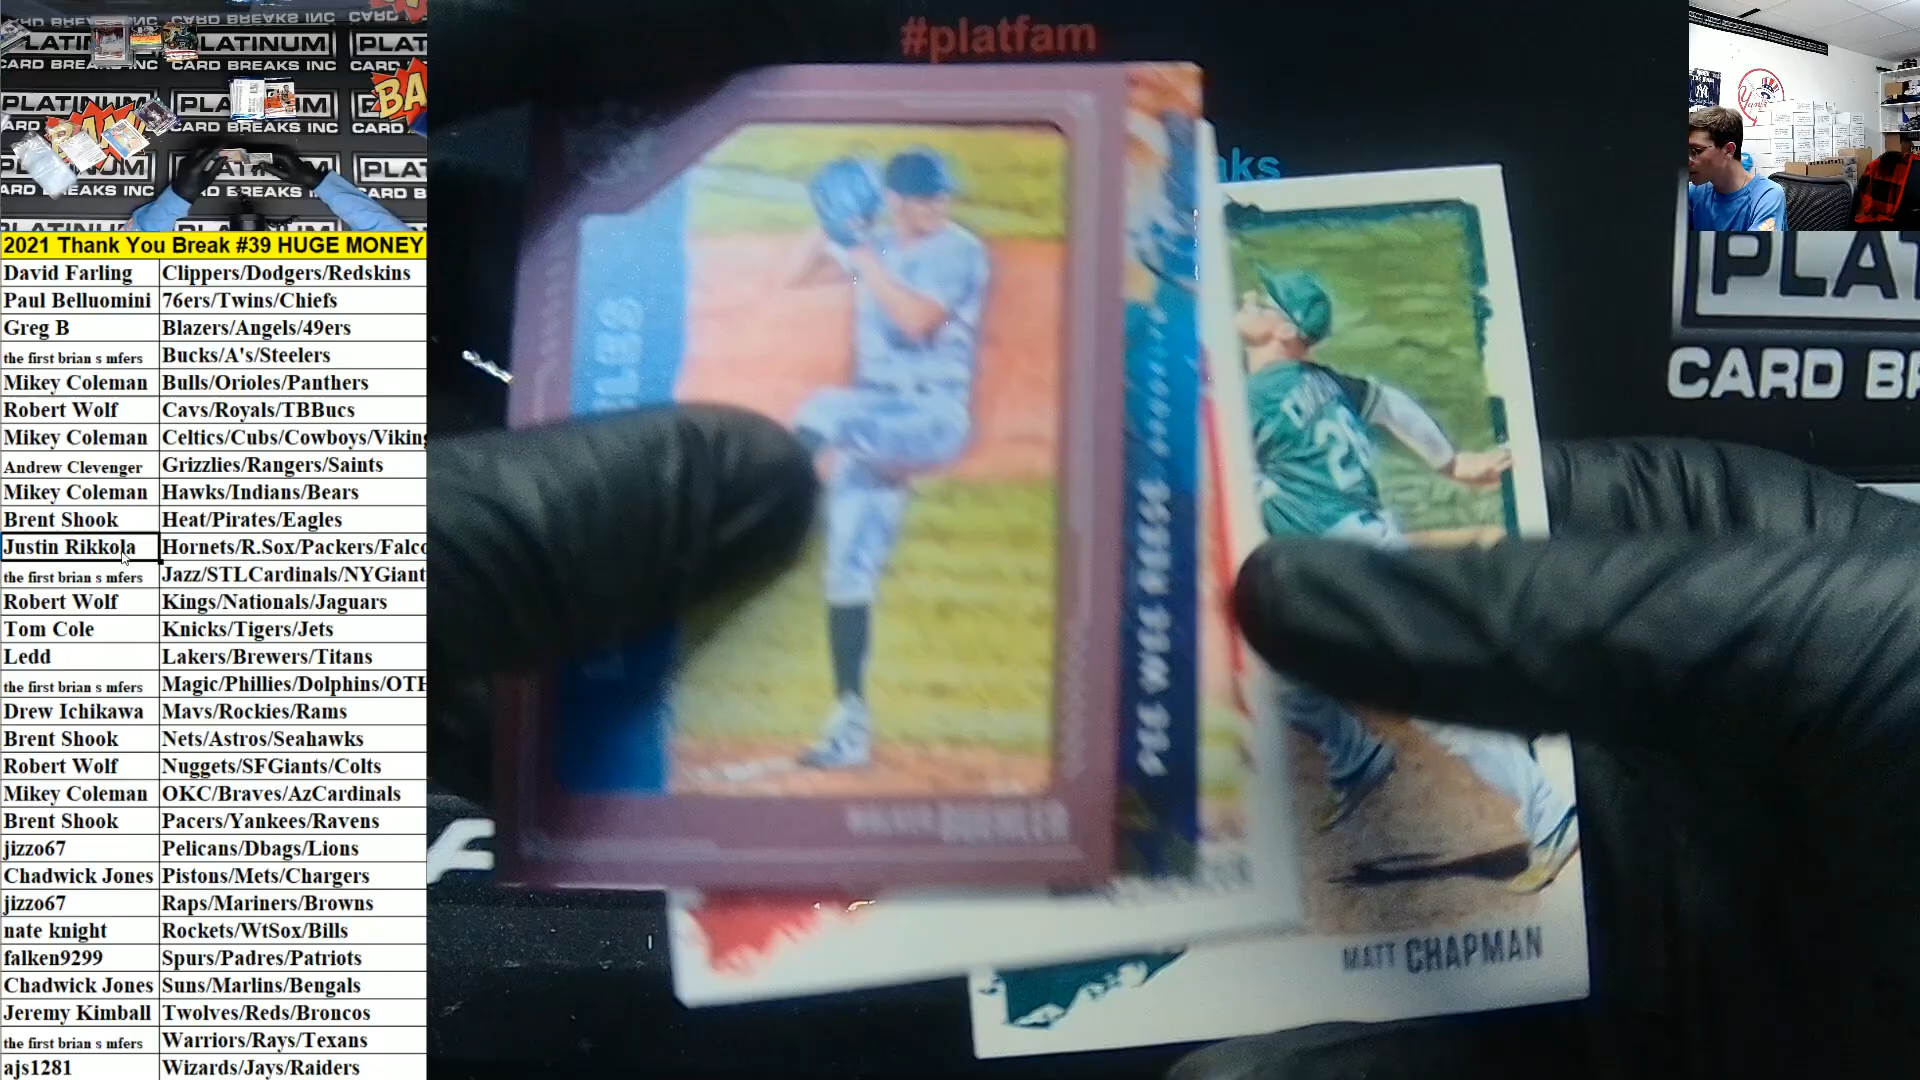 #platfam
aks
PLATINUM
CARD BREAKS INC
2021 Thank You Break #39 HUGE MONEY
David Farling Clippers/Dodgers/Redskins
Paul Belluomini 76ers/Twins/Chiefs
Greg B Blazers/Angels/49ers
the first brian s mfers Bucks/A's/Steelers
Mikey Coleman Bulls/Orioles/Panthers
Robert Wolf Cavs/Royals/TBBucs
Mikey Coleman Celtics/Cubs/Cowboys/Viking
Andrew Clevenger Grizzlies/Rangers/Saints
Mikey Coleman Hawks/Indians/Bears
Brent Shook Heat/Pirates/Eagles
Justin Rikkola Hornets/R.Sox/Packers/Falco
the first brian s mfers Jazz/STLCardinals/NYGiant
Robert Wolf Kings/Nationals/Jaguars
Tom Cole Knicks/Tigers/Jets
Ledd Lakers/Brewers/Titans
the first brian s mfers Magic/Phillies/Dolphins/OTH
Drew Ichikawa Mavs/Rockies/Rams
Brent Shook Nets/Astros/Seahawks
Robert Wolf Nuggets/SFGiants/Colts
Mikey Coleman OKC/Braves/AzCardinals
Brent Shook Pacers/Yankees/Ravens
jizzo67 Pelicans/Dbags/Lions
Chadwick Jones Pistons/Mets/Chargers
jizzo67 Raps/Mariners/Browns
nate knight Rockets/WtSox/Bills
falken9299 Spurs/Padres/Patriots
Chadwick Jones Suns/Marlins/Bengals
Jeremy Kimball Twolves/Reds/Broncos
the first brian s mfers Warriors/Rays/Texans
ajs1281 Wizards/Jays/Raiders
MATT CHAPMAN
PLA
CARD BR